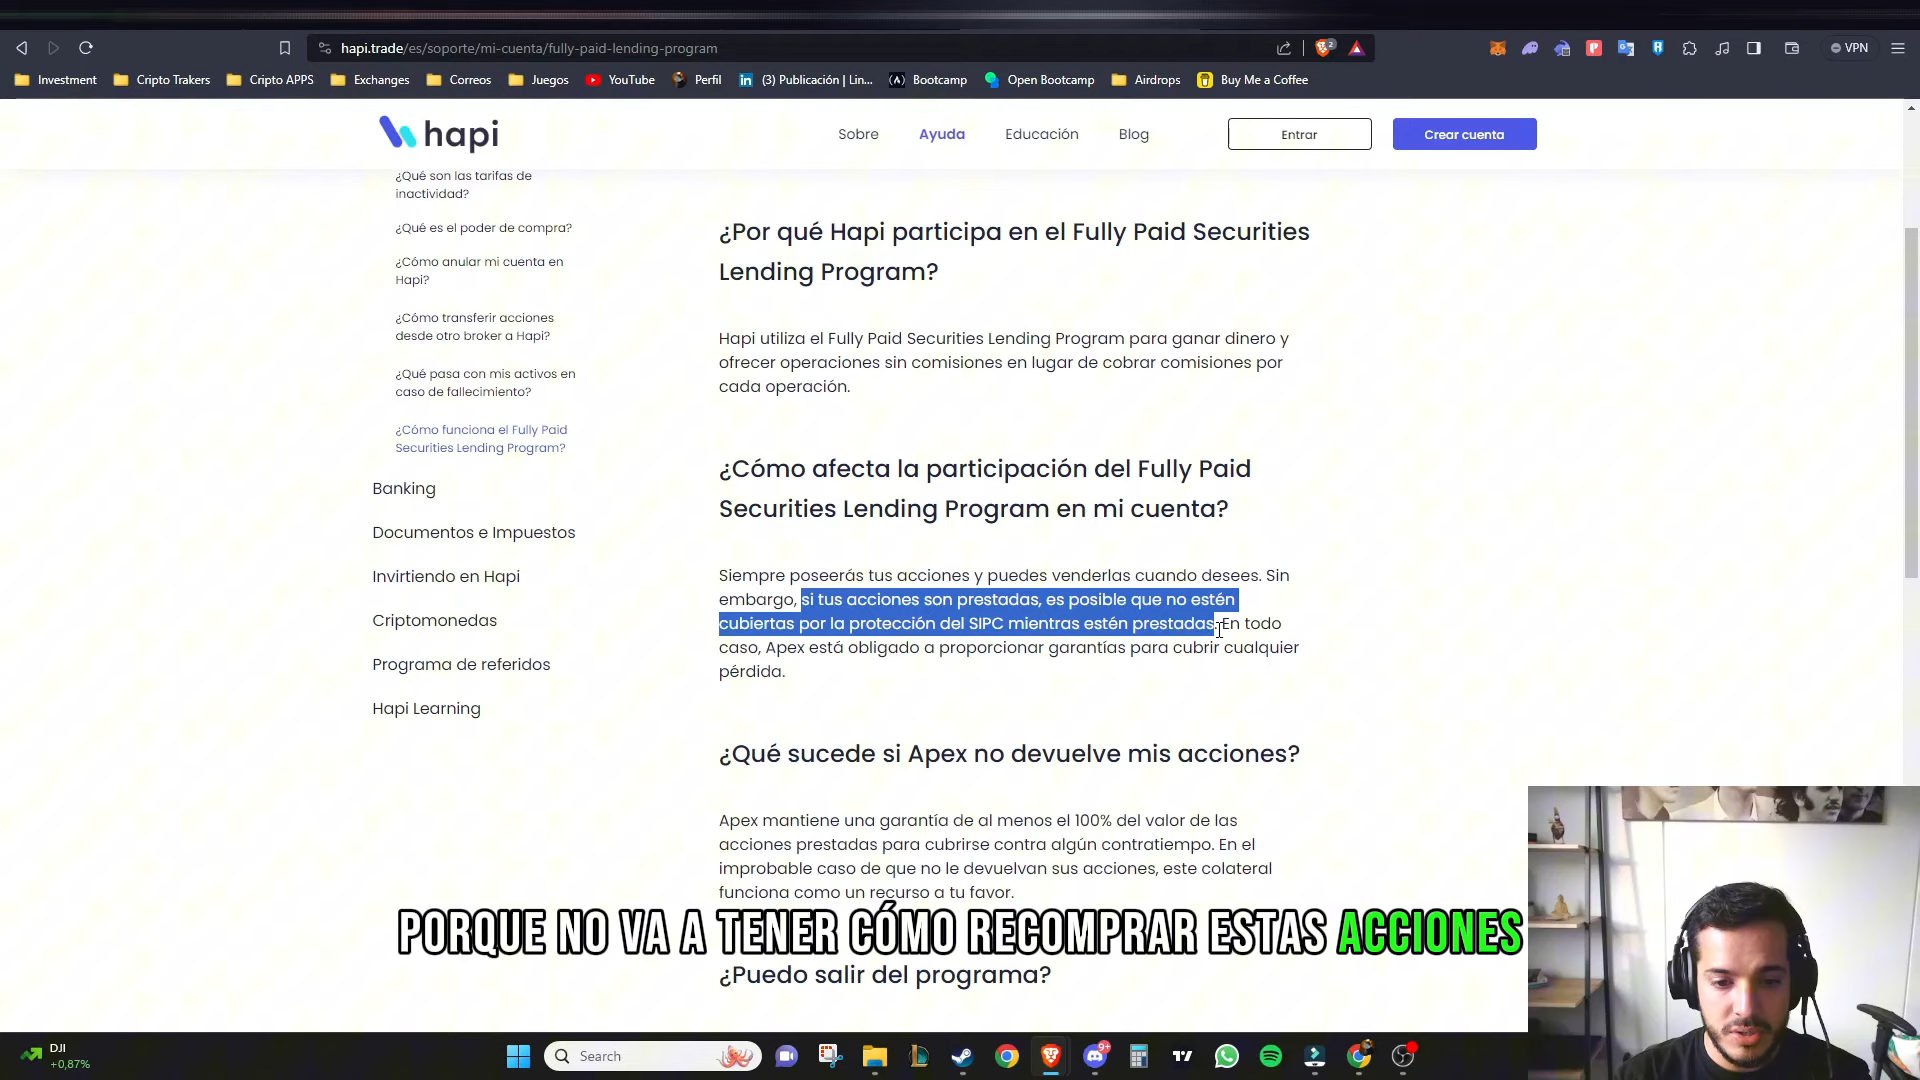 hapi.trade/es/soporte/mi-cuenta/fully-paid-lending-program
2
VPN
Investment
Cripto Trakers
Cripto APPS
Exchanges
Correos
Juegos
YouTube
Perfil
(3) Publicación | Lin...
Bootcamp
Open Bootcamp
Airdrops
Buy Me a Coffee
hapi
Sobre
Ayuda
Educación
Blog
Entrar
Crear cuenta
¿Qué son las tarifas de
inactividad?
¿Qué es el poder de compra?
¿Cómo anular mi cuenta en
Hapi?
¿Cómo transferir acciones
desde otro broker a Hapi?
¿Qué pasa con mis activos en
caso de fallecimiento?
¿Cómo funciona el Fully Paid
Securities Lending Program?
Banking
Documentos e Impuestos
Invirtiendo en Hapi
Criptomonedas
Programa de referidos
Hapi Learning
¿Por qué Hapi participa en el Fully Paid Securities
Lending Program?
Hapi utiliza el Fully Paid Securities Lending Program para ganar dinero y
ofrecer operaciones sin comisiones en lugar de cobrar comisiones por
cada operación.
¿Cómo afecta la participación del Fully Paid
Securities Lending Program en mi cuenta?
Siempre poseerás tus acciones y puedes venderlas cuando desees. Sin
embargo, si tus acciones son prestadas, es posible que no estén
cubiertas por la protección del SIPC mientras estén prestadas. En todo
caso, Apex está obligado a proporcionar garantías para cubrir cualquier
pérdida.
¿Qué sucede si Apex no devuelve mis acciones?
Apex mantiene una garantía de al menos el 100% del valor de las
acciones prestadas para cubrirse contra algún contratiempo. En el
improbable caso de que no le devuelvan sus acciones, este colateral
funciona como un recurso a tu favor.
PORQUE NO VA A TENER CÓMO RECOMPRAR ESTAS ACCIONES
¿Puedo salir del programa?
DJI
+0,87%
Search
9+